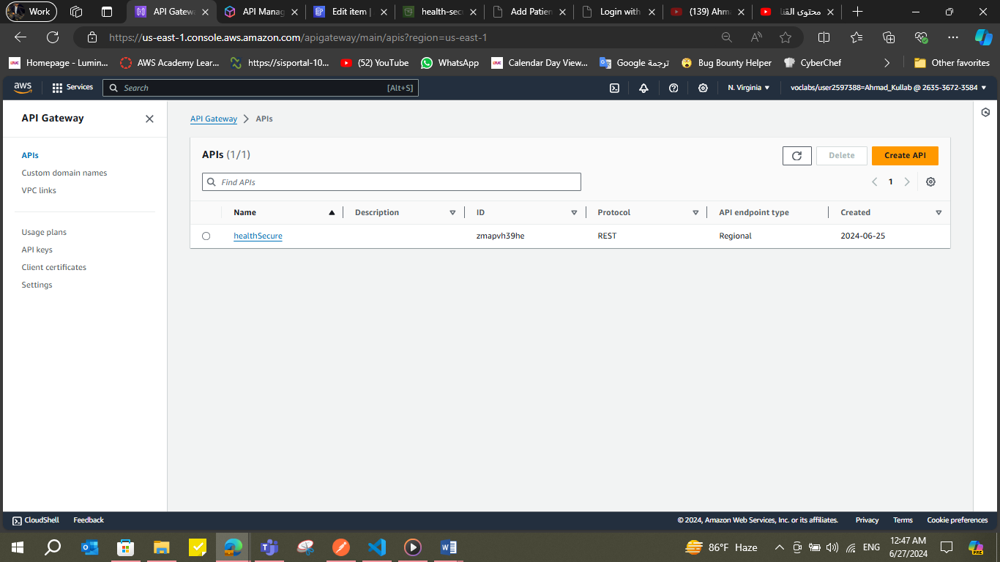 Work
API Gatew
API Manag
Edit item |
health-sec
Add Patien
Login with
(139) Ahma
محتوى القنا
https://us-east-1.console.aws.amazon.com/apigateway/main/apis?region=us-east-1
Homepage - Lumin...
AWS Academy Lear...
https://sisportal-10...
(52) YouTube
WhatsApp
Calendar Day View...
Google ترجمة
Bug Bounty Helper
CyberChef
Other favorites
aws
Services
Search
[Alt+S]
N. Virginia
voclabs/user2597388=Ahmad_Kullab @ 2635-3672-3584
API Gateway
APIs
Custom domain names
VPC links
Usage plans
API keys
Client certificates
Settings
API Gateway
APIs
APIs (1/1)
Delete
Create API
Find APIs
1
Name
Description
ID
Protocol
API endpoint type
Created
healthSecure
zmapvh39he
REST
Regional
2024-06-25
CloudShell
Feedback
© 2024, Amazon Web Services, Inc. or its affiliates.
Privacy
Terms
Cookie preferences
86°F Haze
ENG
12:47 AM
6/27/2024